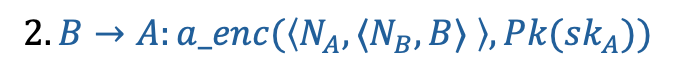 2. B → A: a_enc(⟨N_A, ⟨N_B, B⟩ ⟩, Pk(sk_A))